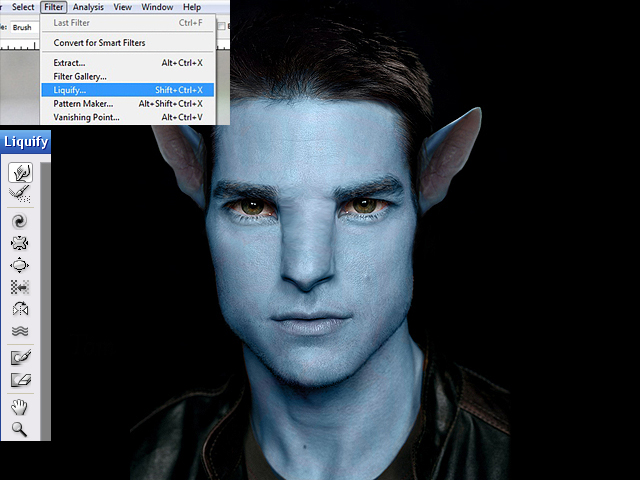 Select Filter Analysis View Window Help
Last Filter Ctrl+F
Brush
Convert for Smart Filters
Extract... Alt+Ctrl+X
Filter Gallery...
Liquify... Shift+Ctrl+X
Pattern Maker... Alt+Shift+Ctrl+X
Vanishing Point... Alt+Ctrl+V
Liquify